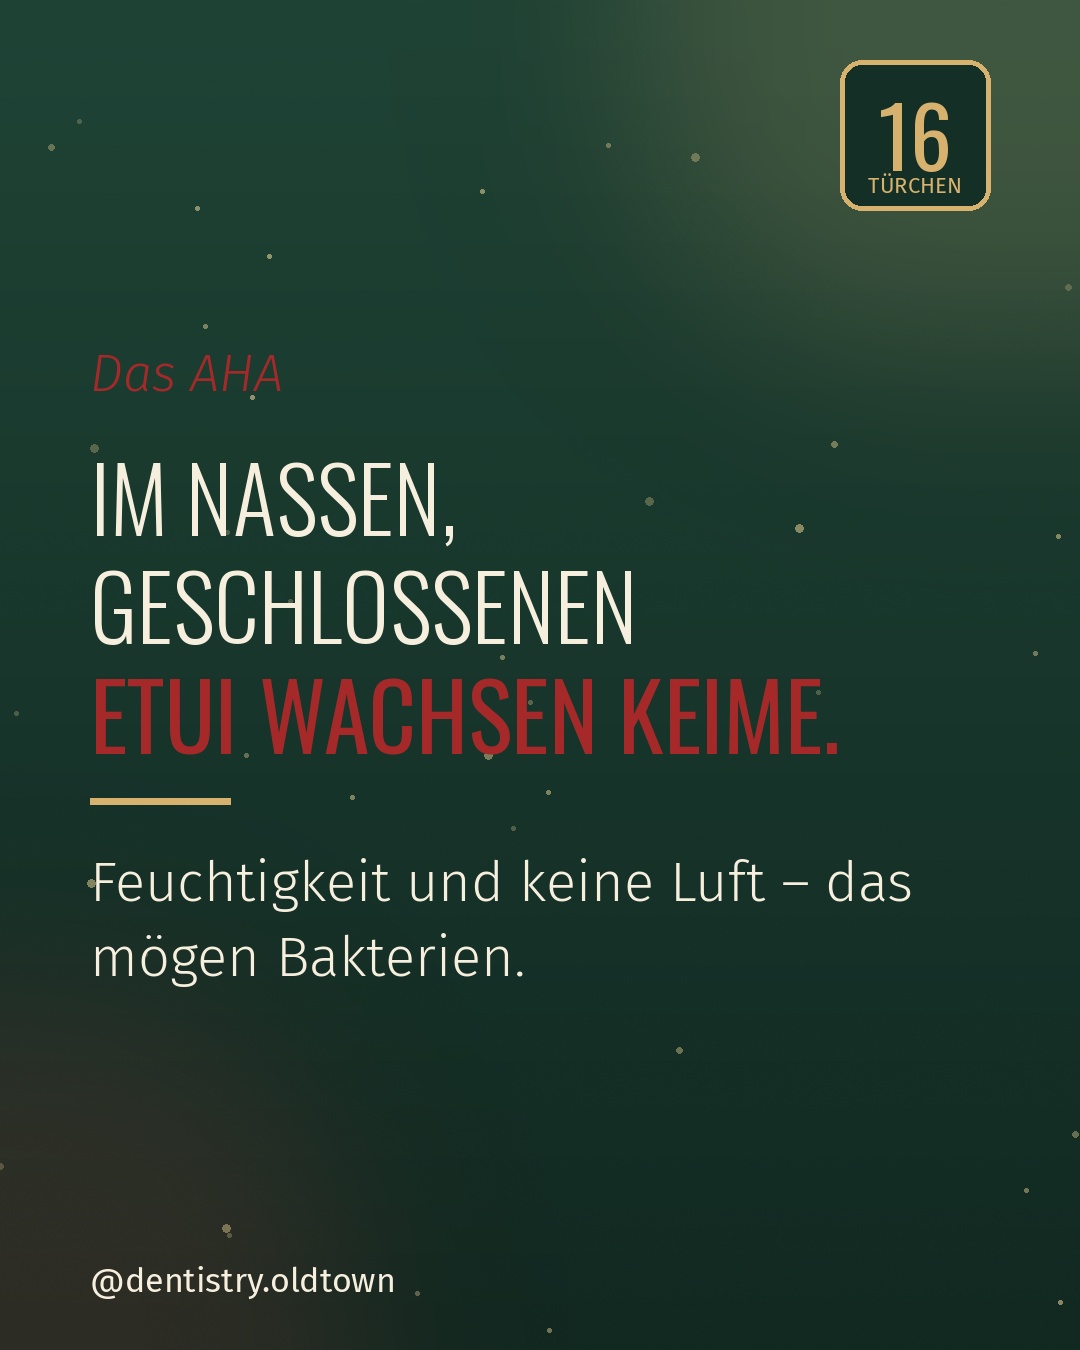 16
TÜRCHEN
Das AHA
IM NASSEN,
GESCHLOSSENEN
ETUI WACHSEN KEIME.
Feuchtigkeit und keine Luft – das
mögen Bakterien.
@dentistry.oldtown